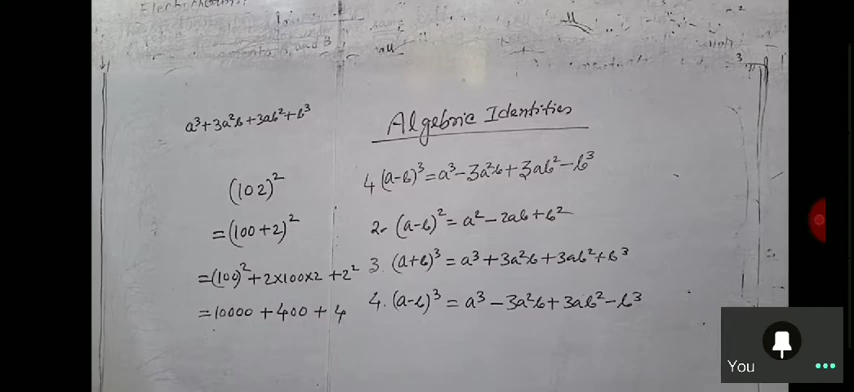 a³+3a²b+3ab²+b³
Algebric Identities
(102)²
=(100+2)²
=(100)²+2×100×2+2²
=10000+400+4
4 (a-b)³=a³-3a²b+3ab²-b³
2- (a-b)²=a²-2ab+b²
3. (a+b)³=a³+3a²b+3ab²+b³
4. (a-b)³=a³-3a²b+3ab²-b³
You